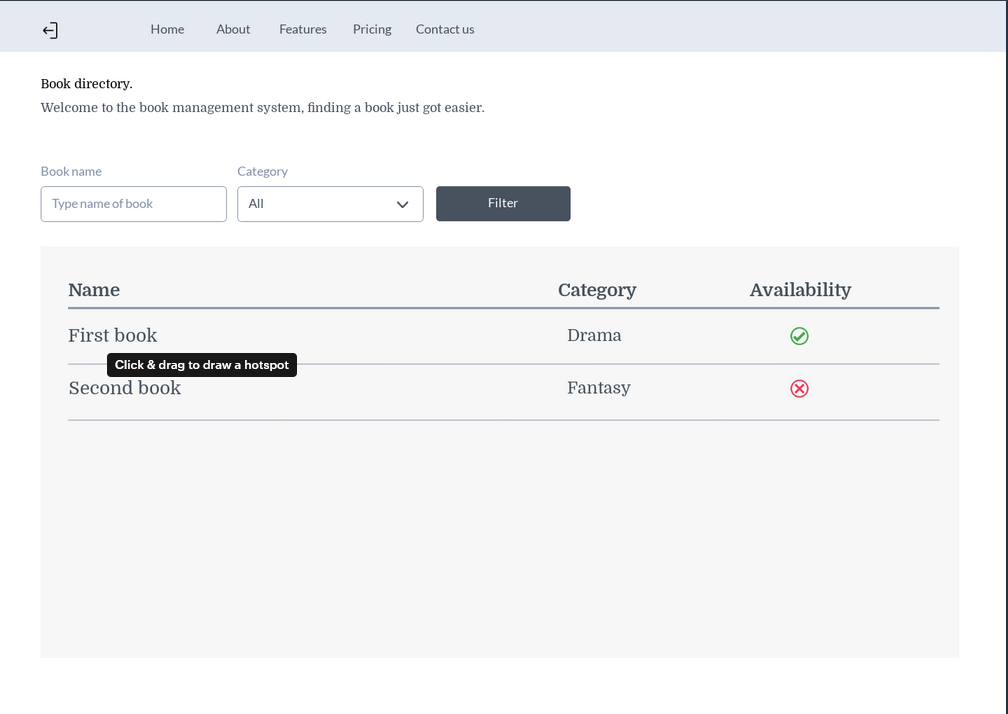 Home About Features Pricing Contact us
Book directory.
Welcome to the book management system, finding a book just got easier.
Book name Category
Type name of book All Filter
Name Category Availability
First book Drama
Click & drag to draw a hotspot
Second book Fantasy